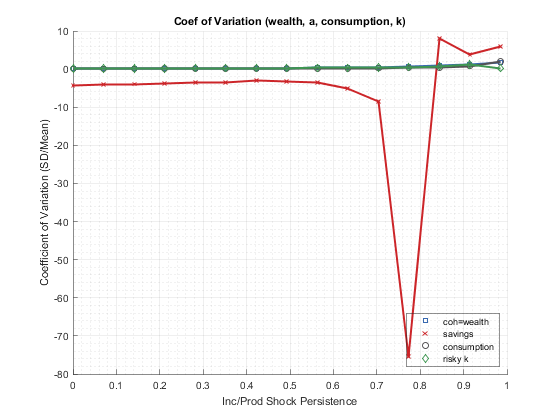 Coef of Variation (wealth, a, consumption, k)
Coefficient of Variation (SD/Mean)
10
0
-10
-20
-30
-40
-50
-60
-70
-80
0 0.1 0.2 0.3 0.4 0.5 0.6 0.7 0.8 0.9 1
Inc/Prod Shock Persistence
coh=wealth
savings
consumption
risky k